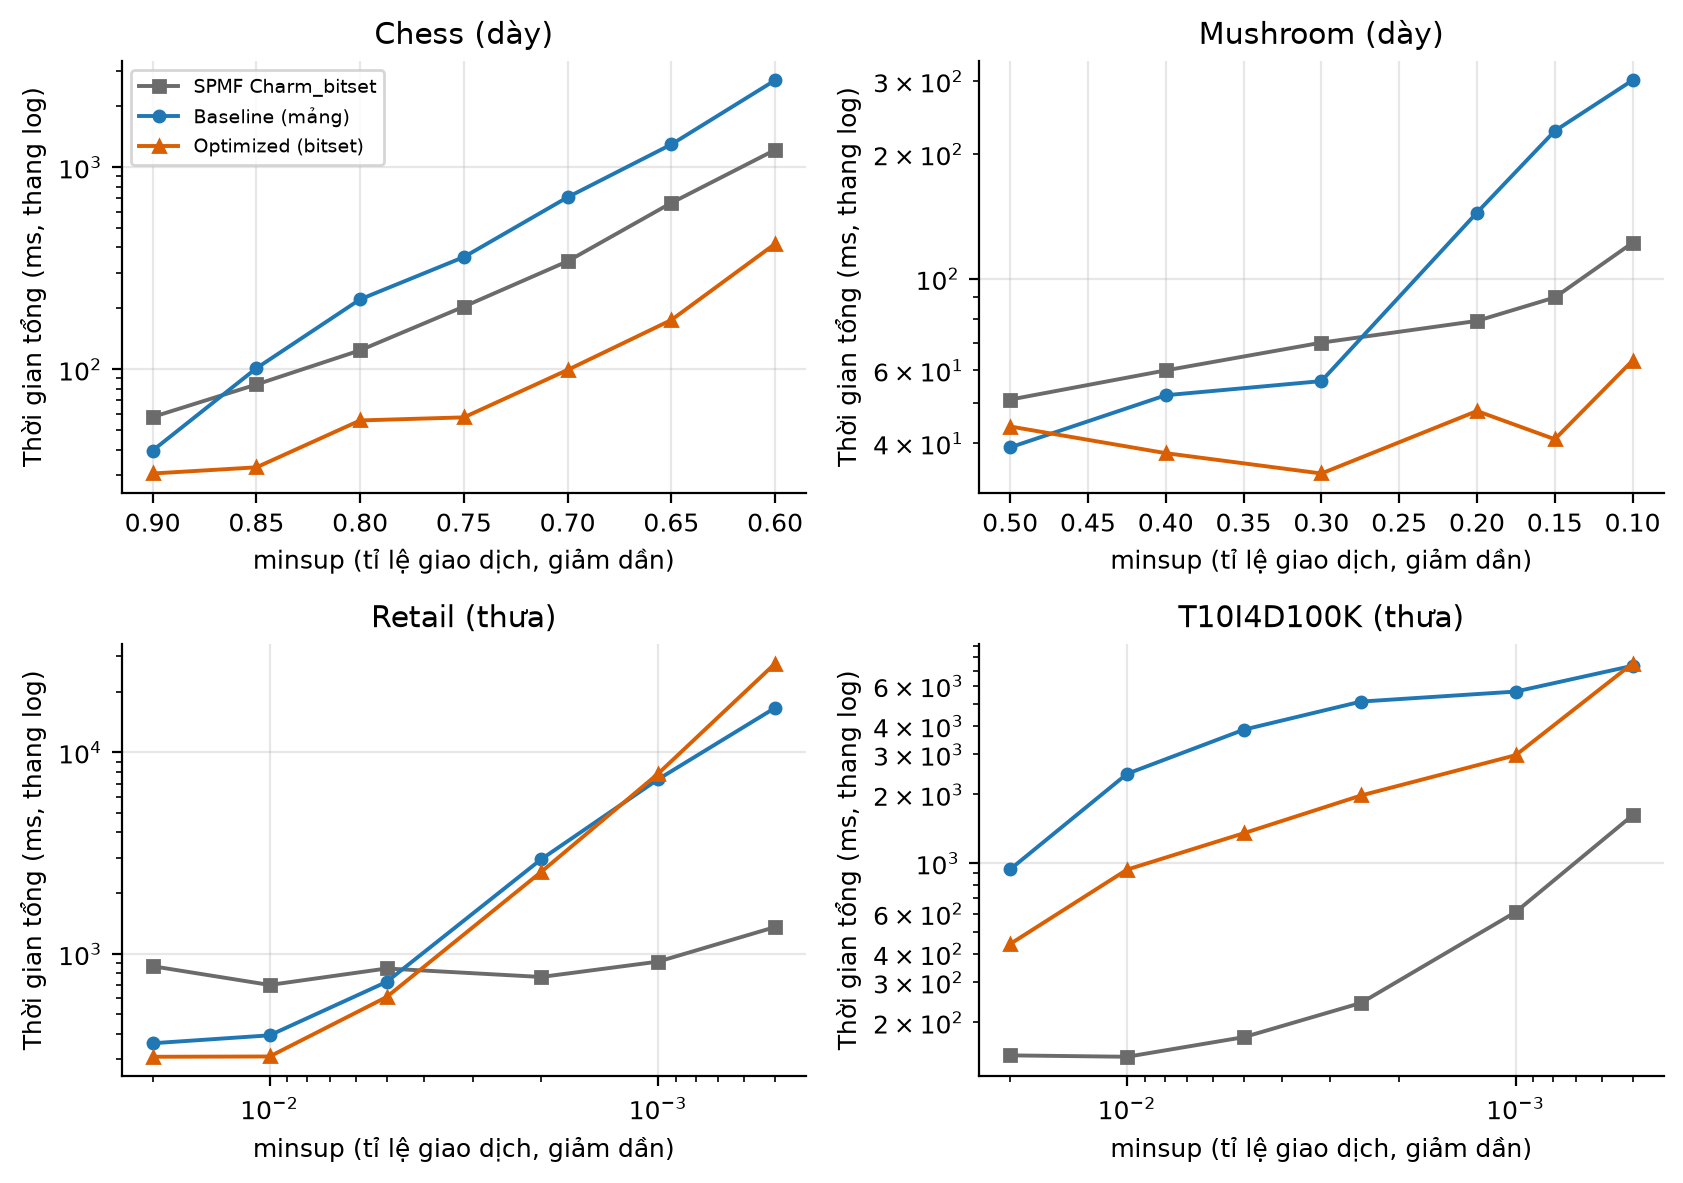 Chess (dày)
Thời gian tổng (ms, thang log)
SPMF Charm_bitset
Baseline (mảng)
Optimized (bitset)
10³
10²
0.90 0.85 0.80 0.75 0.70 0.65 0.60
minsup (tỉ lệ giao dịch, giảm dần)
Mushroom (dày)
Thời gian tổng (ms, thang log)
3 × 10²
2 × 10²
10²
6 × 10¹
4 × 10¹
0.50 0.45 0.40 0.35 0.30 0.25 0.20 0.15 0.10
minsup (tỉ lệ giao dịch, giảm dần)
Retail (thưa)
Thời gian tổng (ms, thang log)
10⁴
10³
10⁻² 10⁻³
minsup (tỉ lệ giao dịch, giảm dần)
T10I4D100K (thưa)
Thời gian tổng (ms, thang log)
6 × 10³
4 × 10³
3 × 10³
2 × 10³
10³
6 × 10²
4 × 10²
3 × 10²
2 × 10²
10⁻² 10⁻³
minsup (tỉ lệ giao dịch, giảm dần)